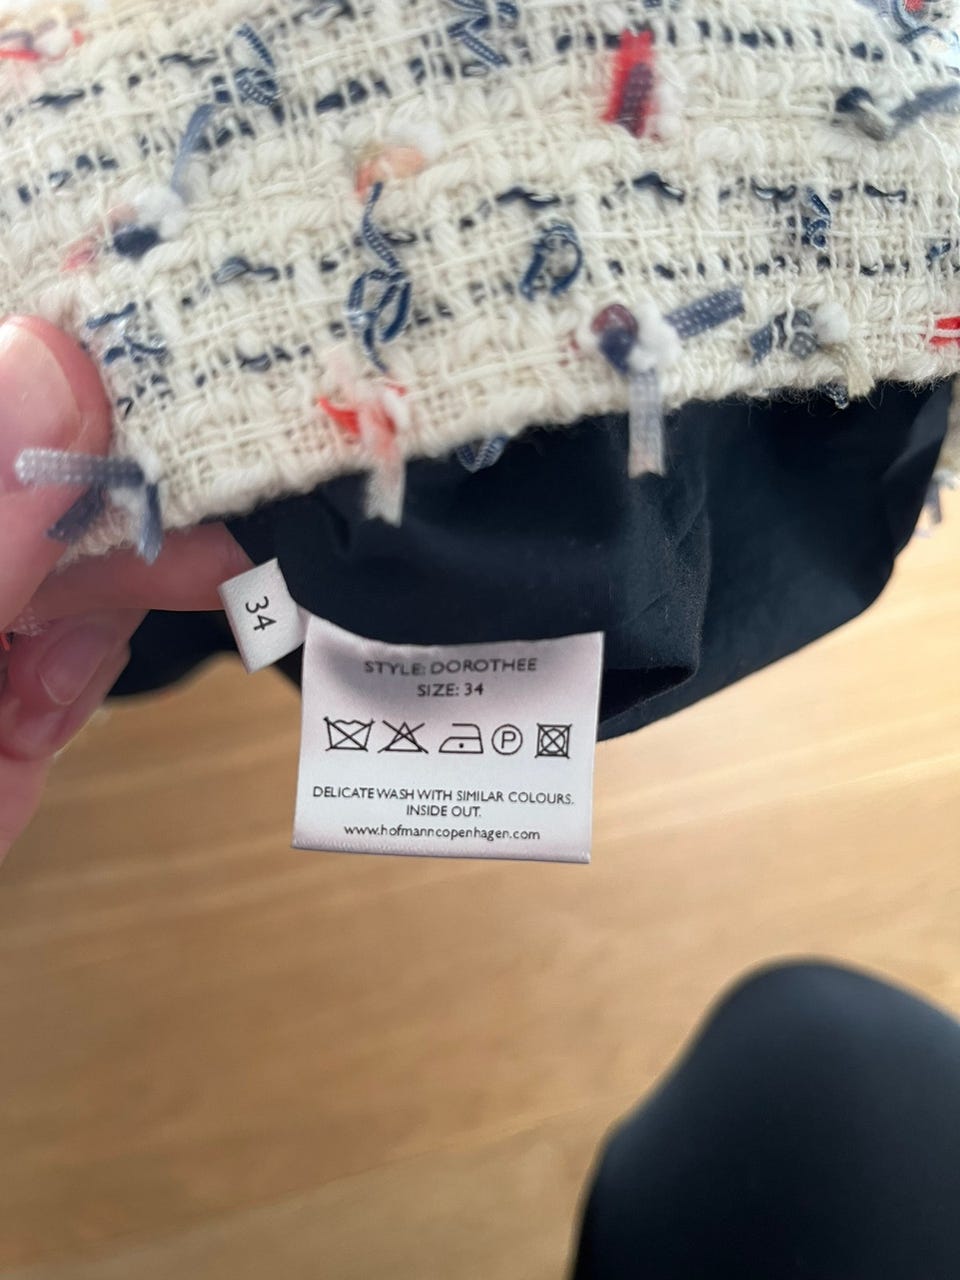 34
STYLE: DOROTHEE
SIZE: 34
P
DELICATE WASH WITH SIMILAR COLOURS.
INSIDE OUT.
www.hofmanncopenhagen.com